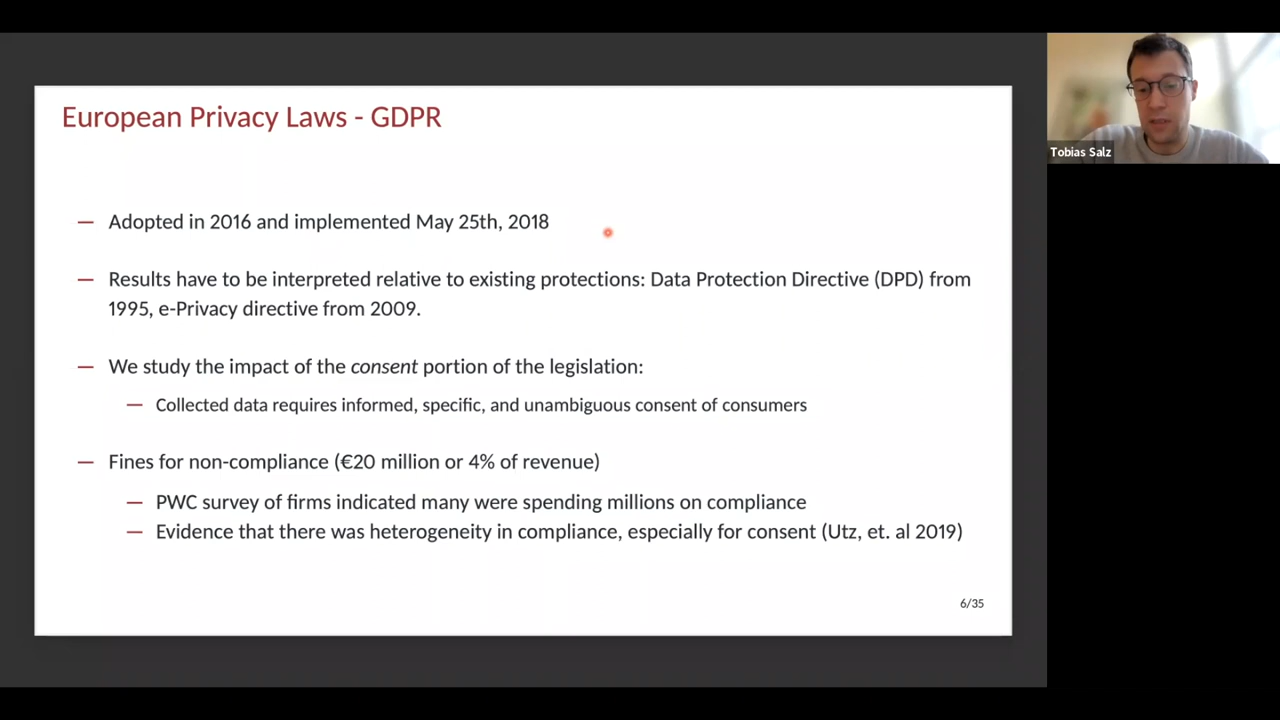 European Privacy Laws - GDPR
— Adopted in 2016 and implemented May 25th, 2018
— Results have to be interpreted relative to existing protections: Data Protection Directive (DPD) from
1995, e-Privacy directive from 2009.
— We study the impact of the consent portion of the legislation:
— Collected data requires informed, specific, and unambiguous consent of consumers
— Fines for non-compliance (€20 million or 4% of revenue)
— PWC survey of firms indicated many were spending millions on compliance
— Evidence that there was heterogeneity in compliance, especially for consent (Utz, et. al 2019)
6/35
Tobias Salz